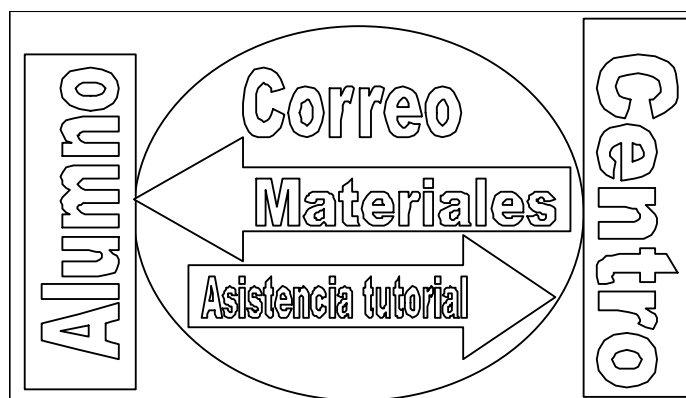 Alumno
Correo
Materiales
Asistencia tutorial
Centro